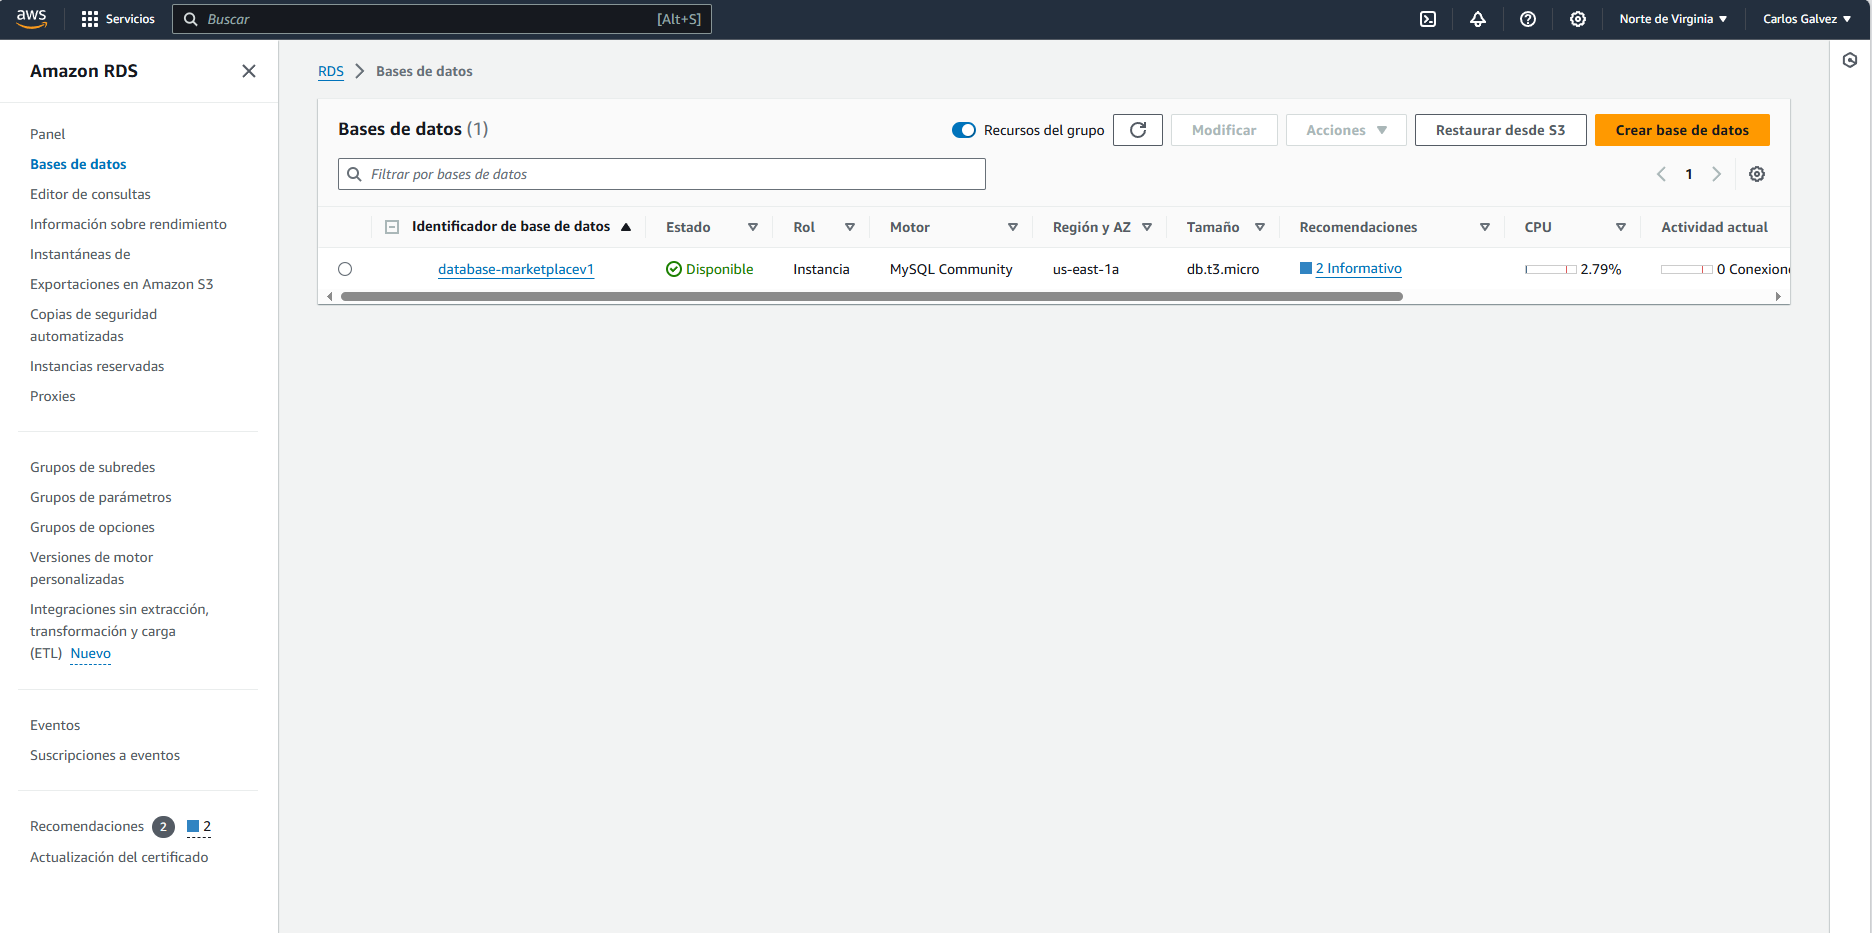 aws
Servicios
Buscar
[Alt+S]
Norte de Virginia
Carlos Galvez
Amazon RDS
Panel
Bases de datos
Editor de consultas
Información sobre rendimiento
Instantáneas de
Exportaciones en Amazon S3
Copias de seguridad
automatizadas
Instancias reservadas
Proxies
Grupos de subredes
Grupos de parámetros
Grupos de opciones
Versiones de motor
personalizadas
Integraciones sin extracción,
transformación y carga
(ETL) Nuevo
Eventos
Suscripciones a eventos
Recomendaciones 2 2
Actualización del certificado
RDS > Bases de datos
Bases de datos (1)
Recursos del grupo
Modificar
Acciones
Restaurar desde S3
Crear base de datos
Filtrar por bases de datos
1
Identificador de base de datos Estado Rol Motor Región y AZ Tamaño Recomendaciones CPU Actividad actual
database-marketplacev1 Disponible Instancia MySQL Community us-east-1a db.t3.micro 2 Informativo 2.79% 0 Conexion